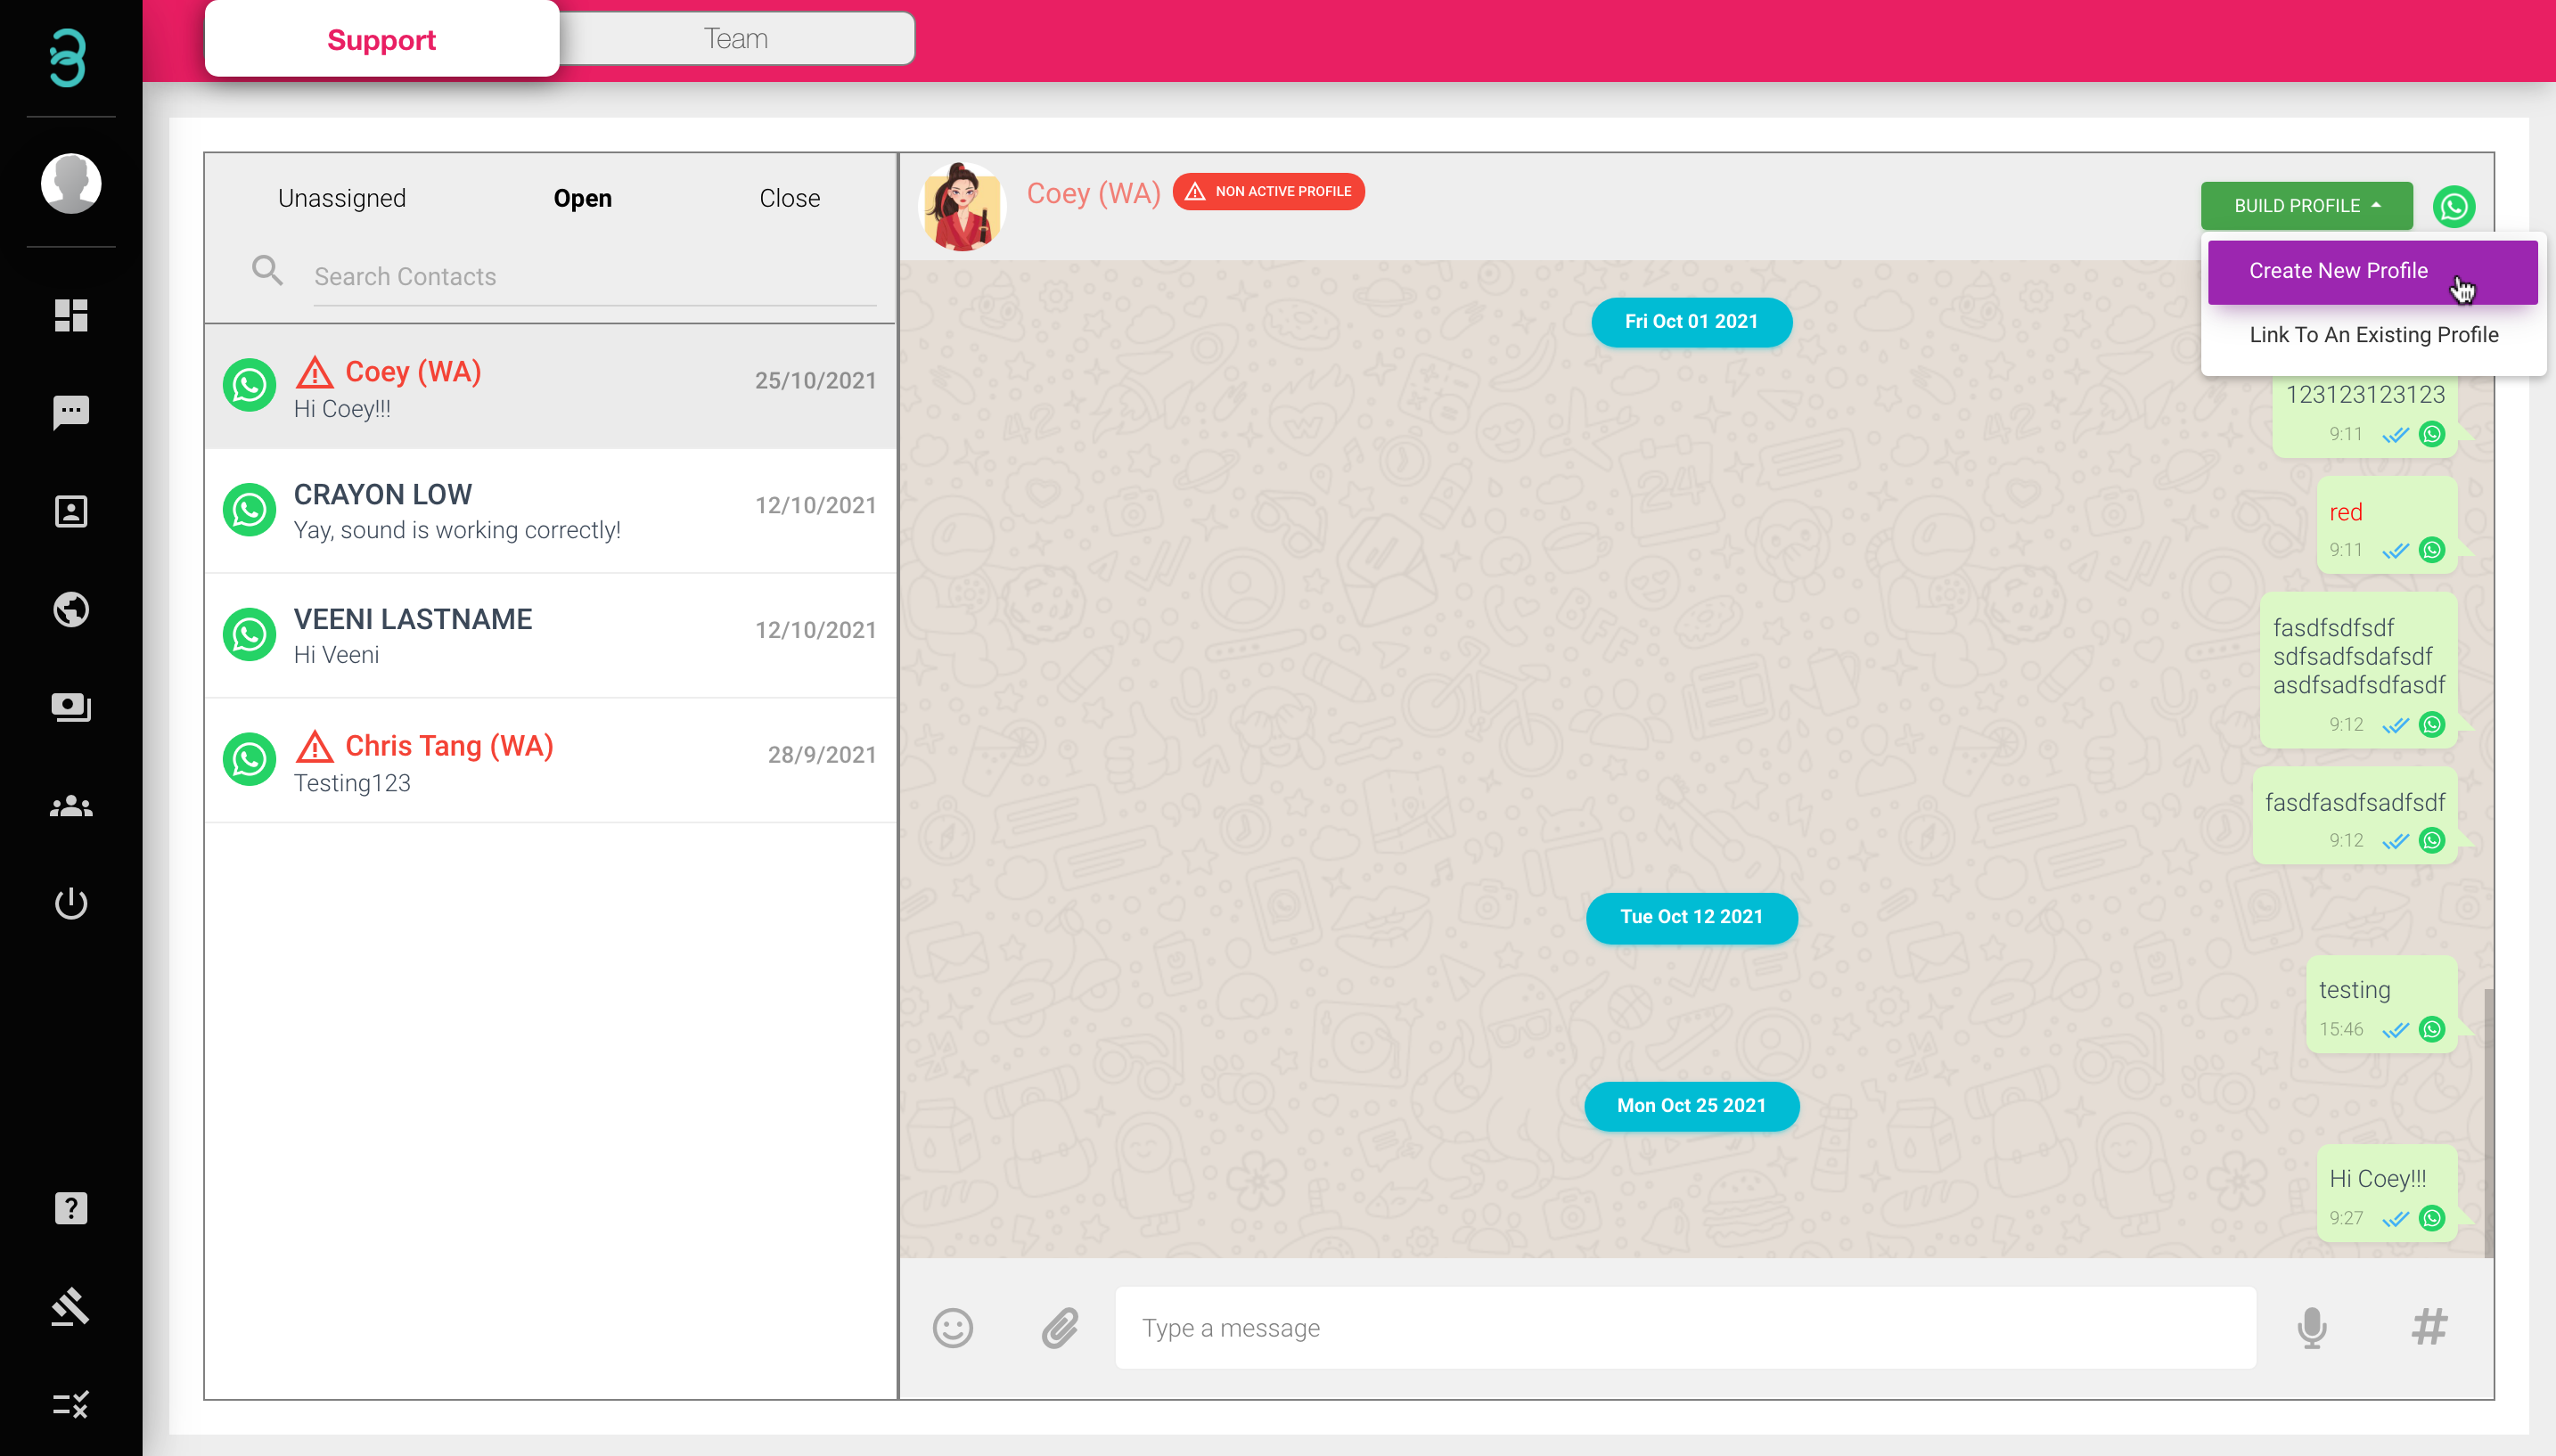 Support
Team
Unassigned
Open
Close
Search Contacts
Coey (WA)
25/10/2021
Hi Coey!!!
CRAYON LOW
12/10/2021
Yay, sound is working correctly!
VEENI LASTNAME
12/10/2021
Hi Veeni
Chris Tang (WA)
28/9/2021
Testing123
Coey (WA)
NON ACTIVE PROFILE
BUILD PROFILE
Create New Profile
Link To An Existing Profile
Fri Oct 01 2021
123123123123
9:11
red
9:11
fasdfsdfsdf
sdfsadfsdafsdf
asdfsadfsdfasdf
9:12
fasdfasdfsadfsdf
9:12
Tue Oct 12 2021
testing
15:46
Mon Oct 25 2021
Hi Coey!!!
9:27
Type a message
#